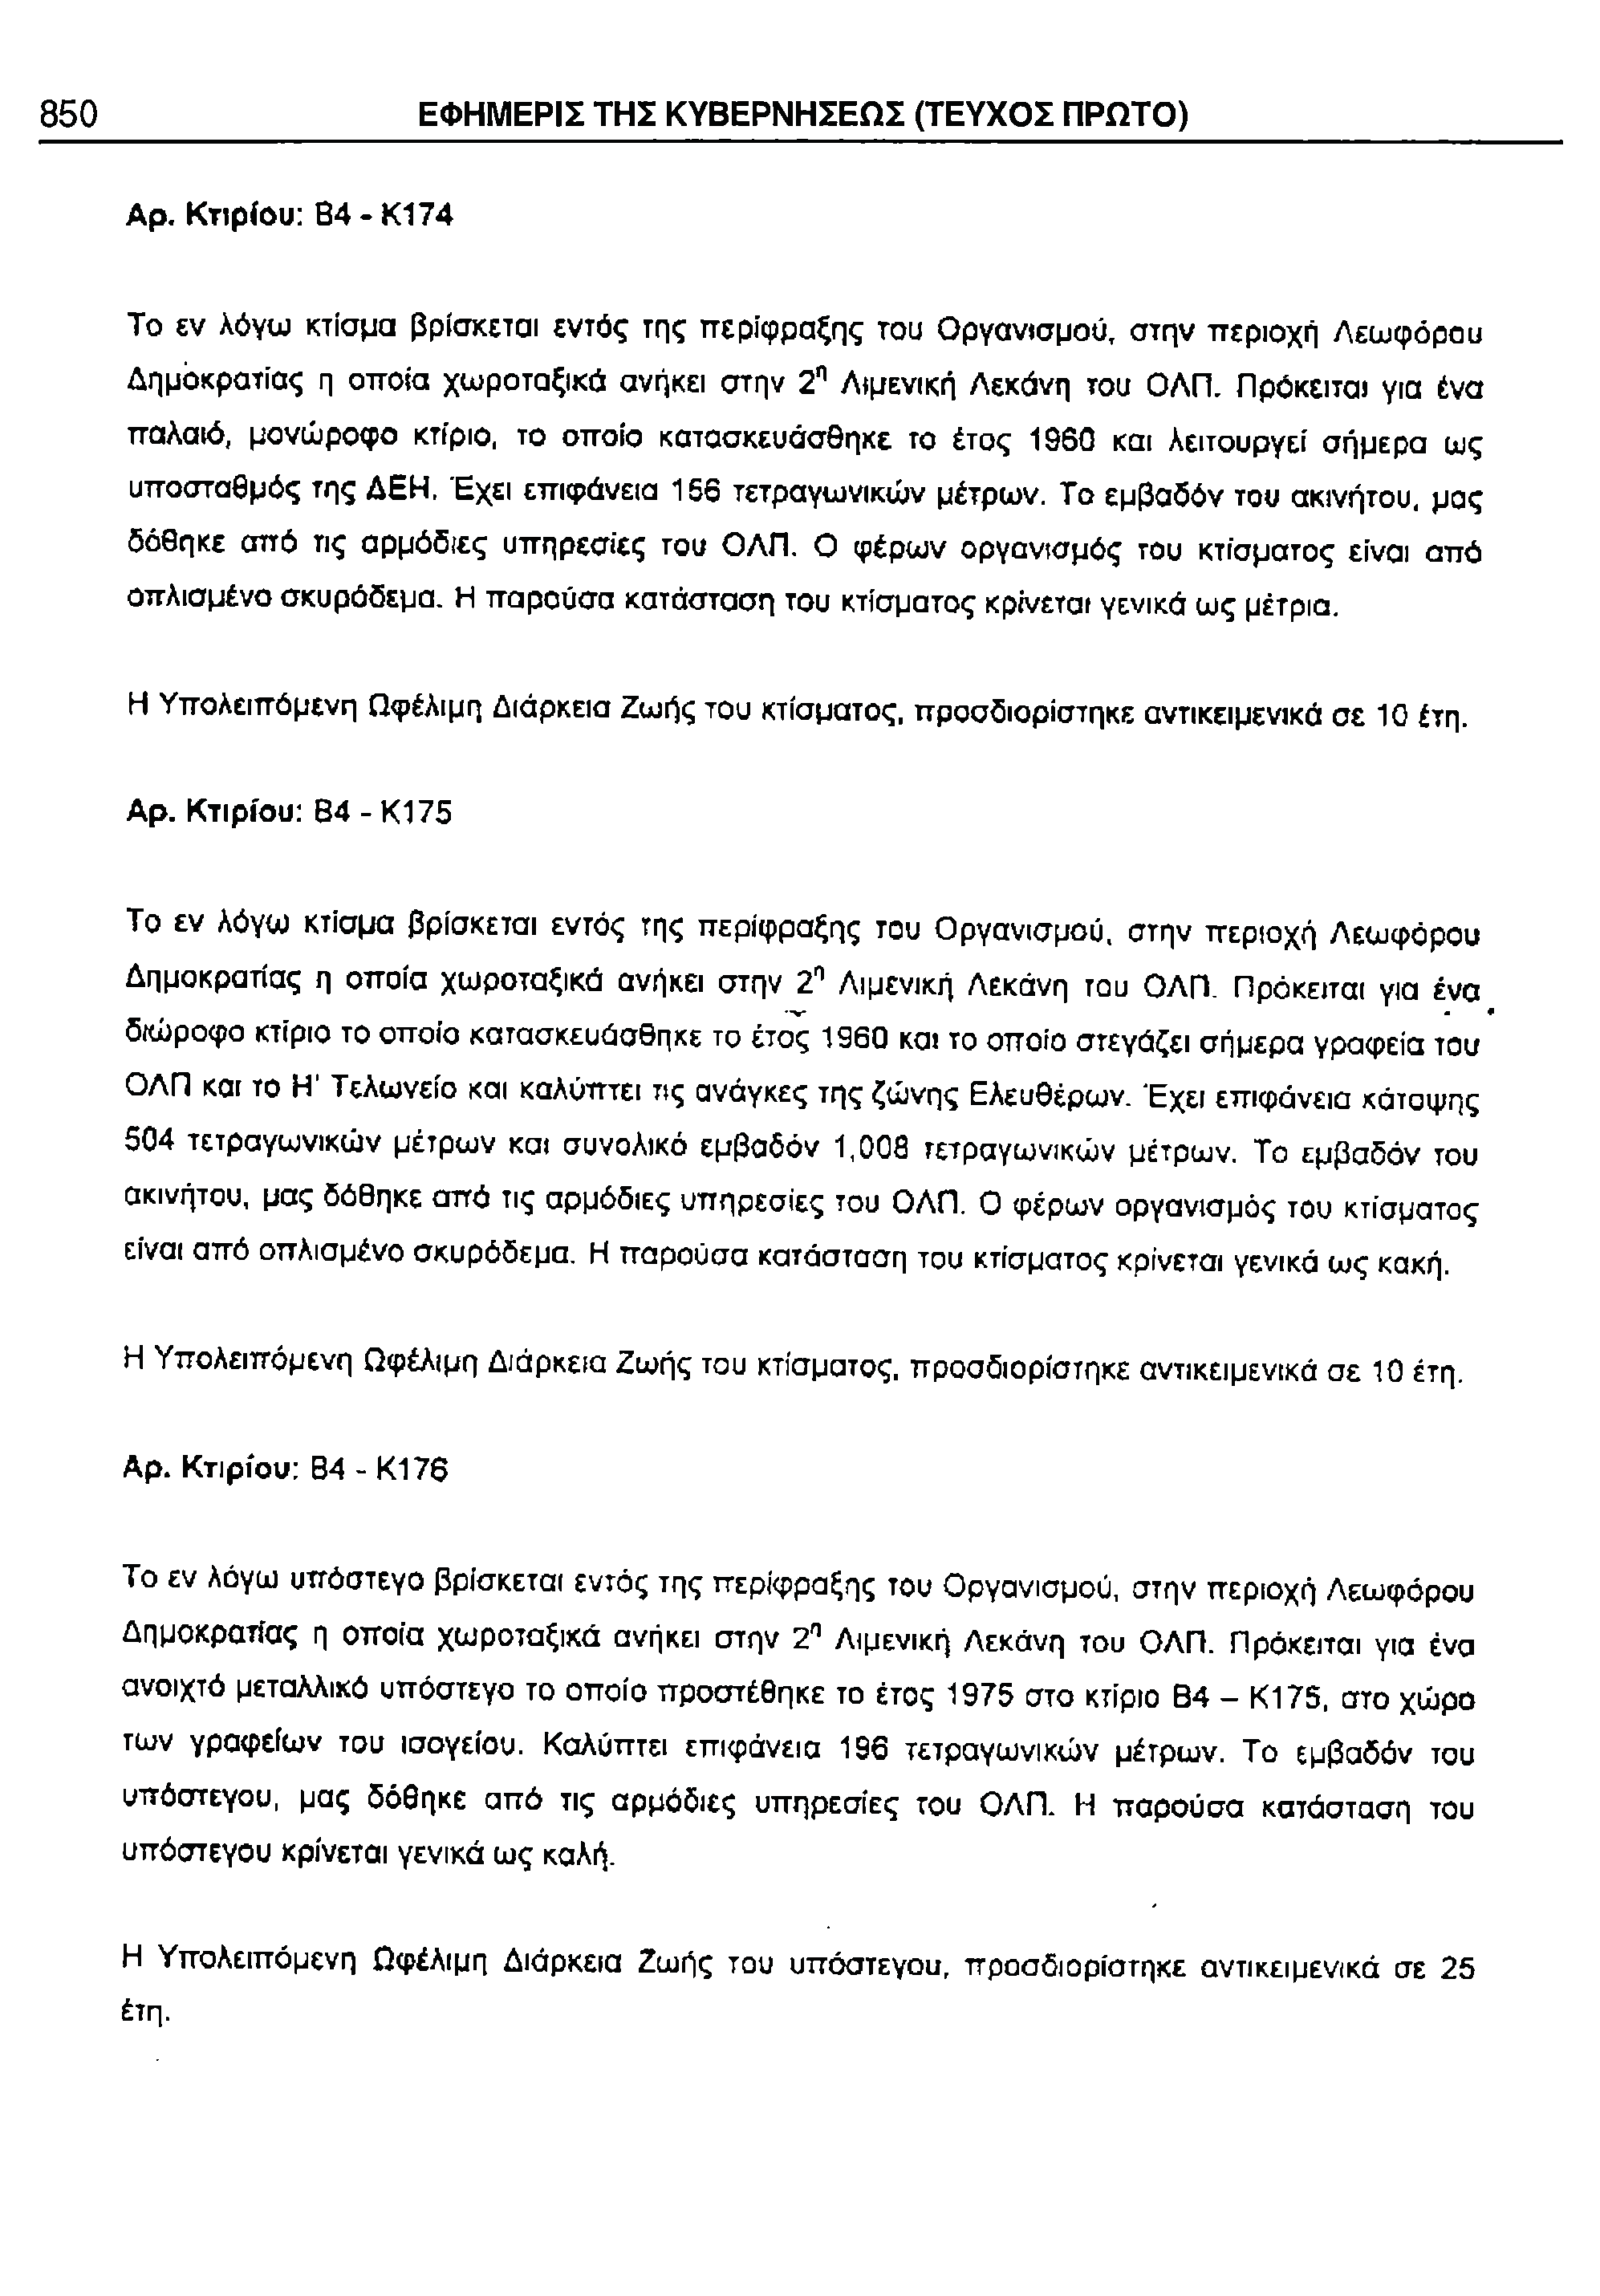 850 ΕΦΗΜΕΡΙΣ ΤΗΣ ΚΥΒΕΡΝΗΣΕΩΣ (ΤΕΥΧΟΣ ΠΡΩΤΟ)
Αρ. Κτιρίου: Β4 - Κ174
Το εν λόγω κτίσμα βρίσκεται εντός της περίφραξης του Οργανισμού, στην περιοχή Λεωφόρου
Δημοκρατίας η οποία χωροταξικά ανήκει στην 2η Λιμενική Λεκάνη του ΟΛΠ. Πρόκειται για ένα
παλαιό, μονώροφο κτίριο, το οποίο κατασκευάσθηκε το έτος 1960 και λειτουργεί σήμερα ως
υποσταθμός της ΔΕΗ. Έχει επιφάνεια 156 τετραγωνικών μέτρων. Το εμβαδόν του ακινήτου, μας
δόθηκε από τις αρμόδιες υπηρεσίες του ΟΛΠ. Ο φέρων οργανισμός του κτίσματος είναι από
οπλισμένο σκυρόδεμα. Η παρούσα κατάσταση του κτίσματος κρίνεται γενικά ως μέτρια.
Η Υπολειπόμενη Ωφέλιμη Διάρκεια Ζωής του κτίσματος, προσδιορίστηκε αντικειμενικά σε 10 έτη.
Αρ. Κτιρίου: Β4 - Κ175
Το εν λόγω κτίσμα βρίσκεται εντός της περίφραξης του Οργανισμού, στην περιοχή Λεωφόρου
Δημοκρατίας η οποία χωροταξικά ανήκει στην 2η Λιμενική Λεκάνη του ΟΛΠ. Πρόκειται για ένα
διώροφο κτίριο το οποίο κατασκευάσθηκε το έτος 1960 και το οποίο στεγάζει σήμερα γραφεία του
ΟΛΠ και το Η' Τελωνείο και καλύπτει τις ανάγκες της ζώνης Ελευθέρων. Έχει επιφάνεια κάτοψης
504 τετραγωνικών μέτρων και συνολικό εμβαδόν 1,008 τετραγωνικών μέτρων. Το εμβαδόν του
ακινήτου, μας δόθηκε από τις αρμόδιες υπηρεσίες του ΟΛΠ. Ο φέρων οργανισμός του κτίσματος
είναι από οπλισμένο σκυρόδεμα. Η παρούσα κατάσταση του κτίσματος κρίνεται γενικά ως κακή.
Η Υπολειπόμενη Ωφέλιμη Διάρκεια Ζωής του κτίσματος, προσδιορίστηκε αντικειμενικά σε 10 έτη.
Αρ. Κτιρίου: Β4 - Κ176
Το εν λόγω υπόστεγο βρίσκεται εντός της περίφραξης του Οργανισμού, στην περιοχή Λεωφόρου
Δημοκρατίας η οποία χωροταξικά ανήκει στην 2η Λιμενική Λεκάνη του ΟΛΠ. Πρόκειται για ένα
ανοιχτό μεταλλικό υπόστεγο το οποίο προστέθηκε το έτος 1975 στο κτίριο Β4 – Κ175, στο χώρο
των γραφείων του ισογείου. Καλύπτει επιφάνεια 196 τετραγωνικών μέτρων. Το εμβαδόν του
υπόστεγου, μας δόθηκε από τις αρμόδιες υπηρεσίες του ΟΛΠ. Η παρούσα κατάσταση του
υπόστεγου κρίνεται γενικά ως καλή.
Η Υπολειπόμενη Ωφέλιμη Διάρκεια Ζωής του υπόστεγου, προσδιορίστηκε αντικειμενικά σε 25
έτη.